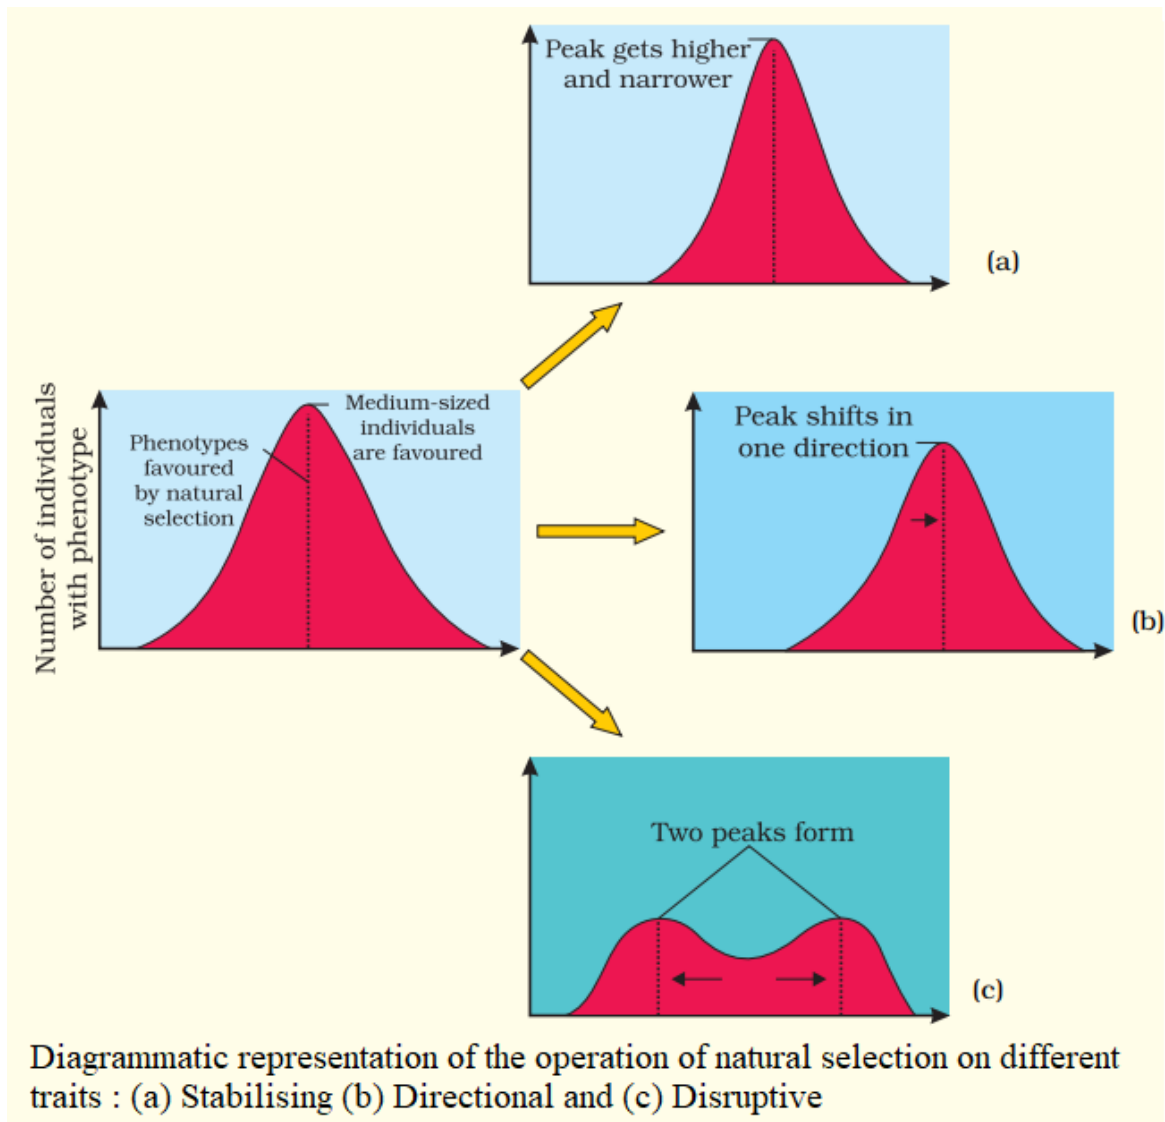 Peak gets higher
and narrower
(a)
Number of individuals
with phenotype
Phenotypes
favoured
by natural
selection
Medium-sized
individuals
are favoured
Peak shifts in
one direction
(b)
Two peaks form
(c)
Diagrammatic representation of the operation of natural selection on different
traits : (a) Stabilising (b) Directional and (c) Disruptive